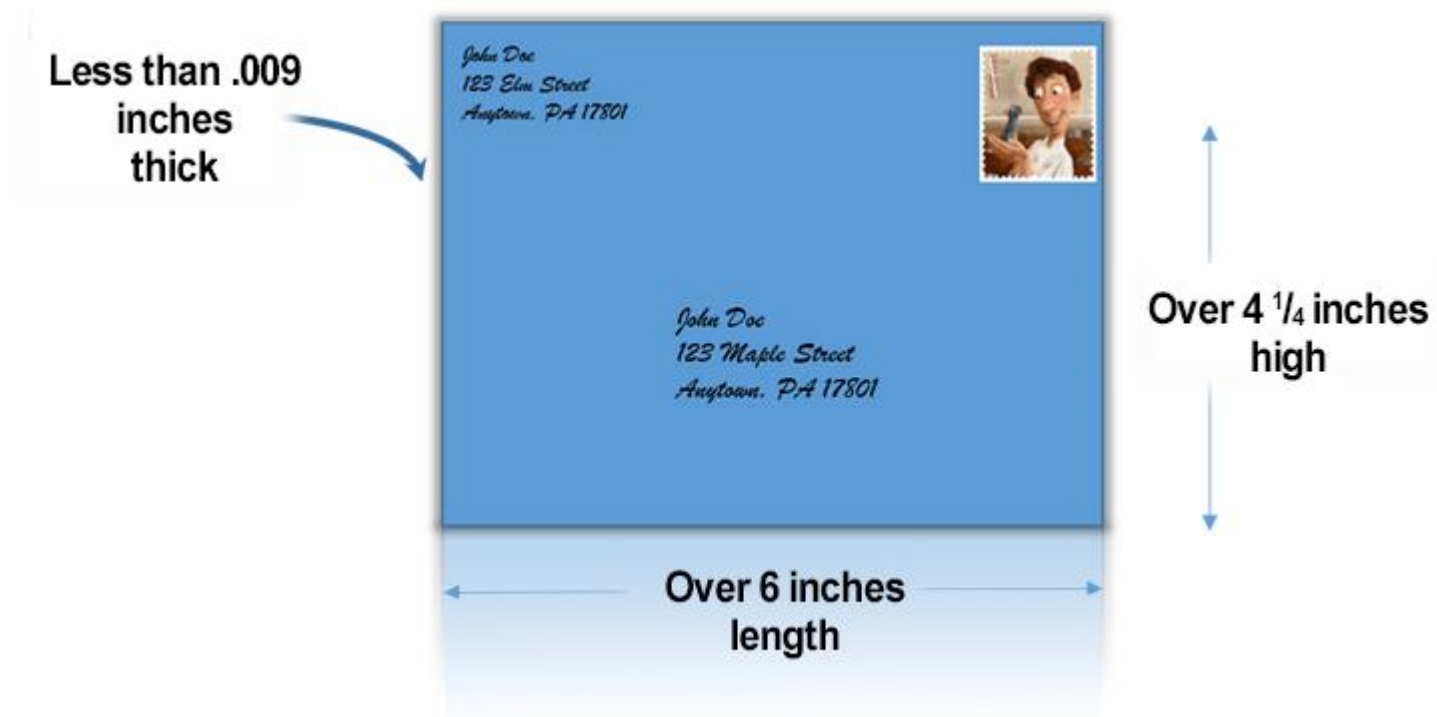 Less than .009
inches
thick
John Doe
123 Elm Street
Anytown, PA 17801
John Doe
123 Maple Street
Anytown, PA 17801
Over 4 1/4 inches
high
Over 6 inches
length